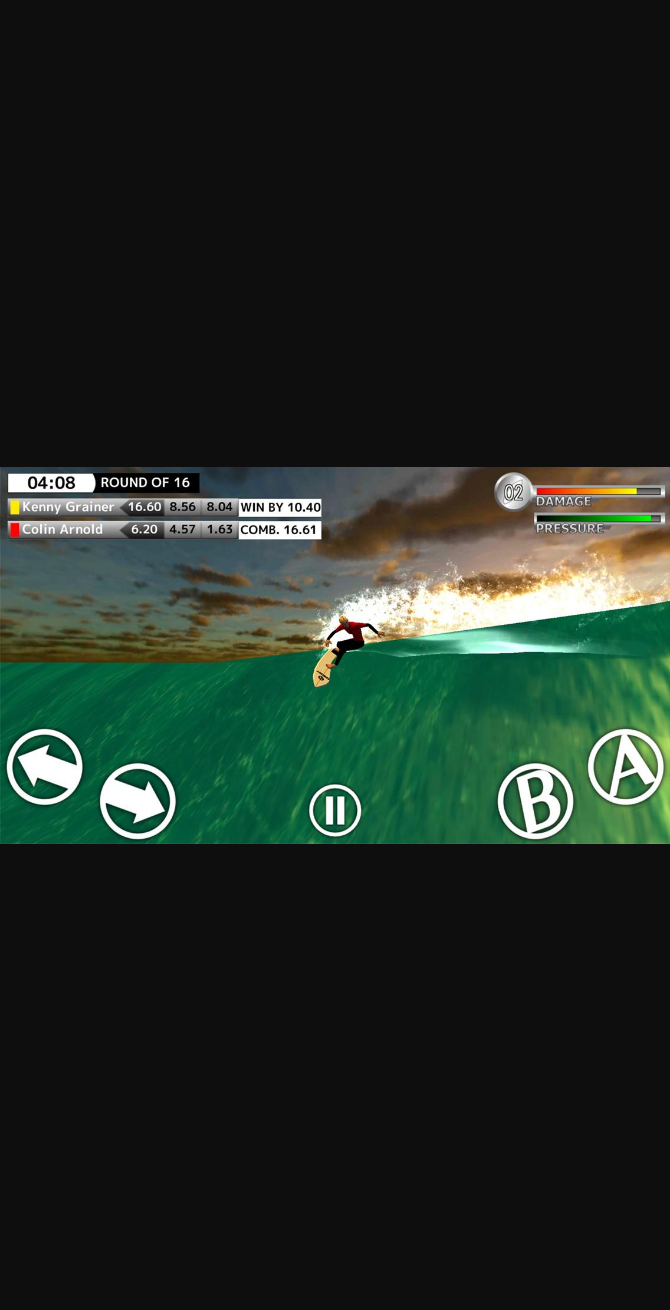 04:08 ROUND OF 16
Kenny Grainer 16.60 8.56 8.04 WIN BY 10.40
Colin Arnold 6.20 4.57 1.63 COMB. 16.61
02
DAMAGE
PRESSURE
B A